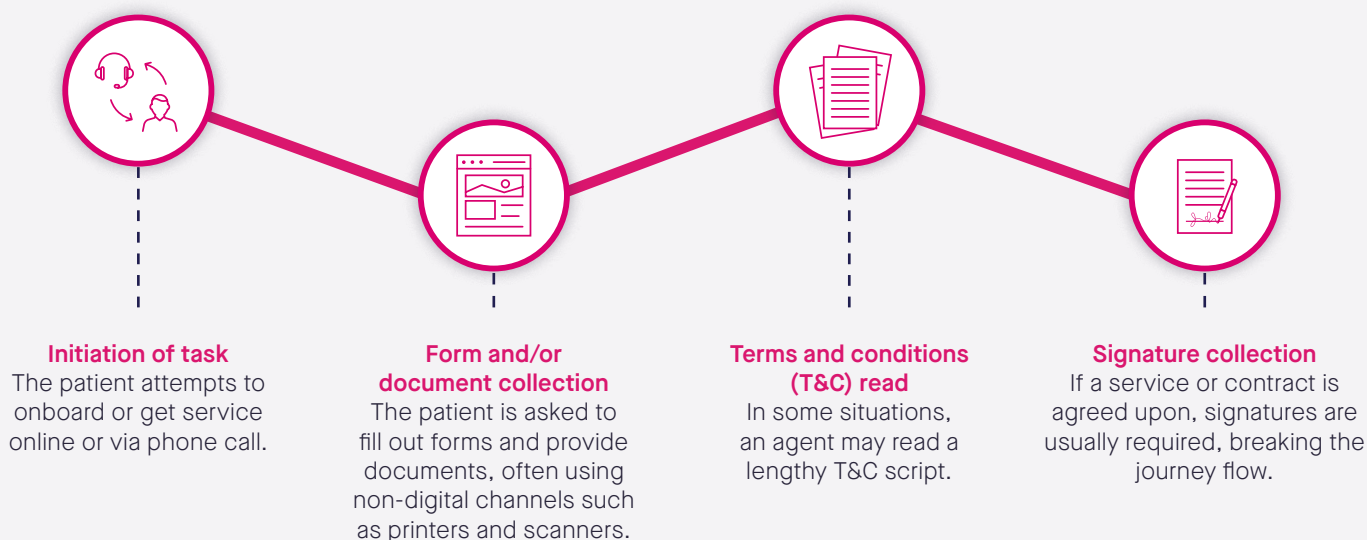 Initiation of task
The patient attempts to
onboard or get service
online or via phone call.
Form and/or
document collection
The patient is asked to
fill out forms and provide
documents, often using
non-digital channels such
as printers and scanners.
Terms and conditions
(T&C) read
In some situations,
an agent may read a
lengthy T&C script.
Signature collection
If a service or contract is
agreed upon, signatures are
usually required, breaking the
journey flow.